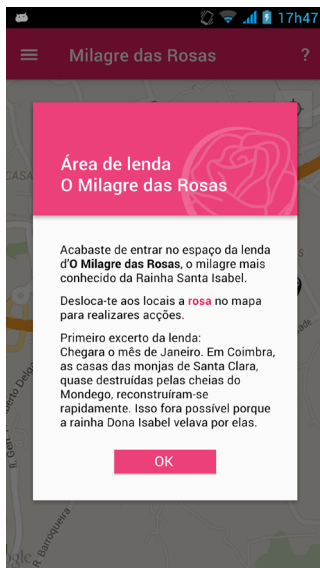 17h47
Milagre das Rosas ?
CASA
Área de lenda
O Milagre das Rosas
Acabaste de entrar no espaço da lenda
d'O Milagre das Rosas, o milagre mais
conhecido da Rainha Santa Isabel.
Desloca-te aos locais a rosa no mapa
para realizares acções.
Primeiro excerto da lenda:
Chegara o mês de Janeiro. Em Coimbra,
as casas das monjas de Santa Clara,
quase destruídas pelas cheias do
Mondego, reconstruíram-se
rapidamente. Isso fora possível porque
a rainha Dona Isabel velava por elas.
OK
R. Barroqueira